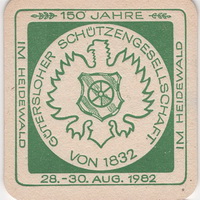 150 JAHRE
IM HEIDEWALD
GÜTERSLOHER SCHÜTZENGESELLSCHAFT
VON 1832
IM HEIDEWALD
28.-30. AUG. 1982